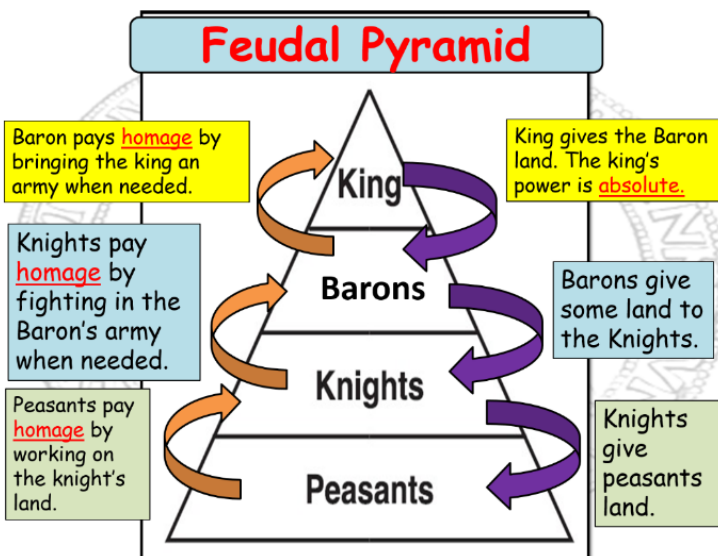 Feudal Pyramid
Baron pays homage by
bringing the king an
army when needed.
King gives the Baron
land. The king's
power is absolute.
King
Knights pay
homage by
fighting in the
Baron's army
when needed.
Barons
Barons give
some land to
the Knights.
Knights
Peasants pay
homage by
working on
the knight's
land.
Knights
give
peasants
land.
Peasants